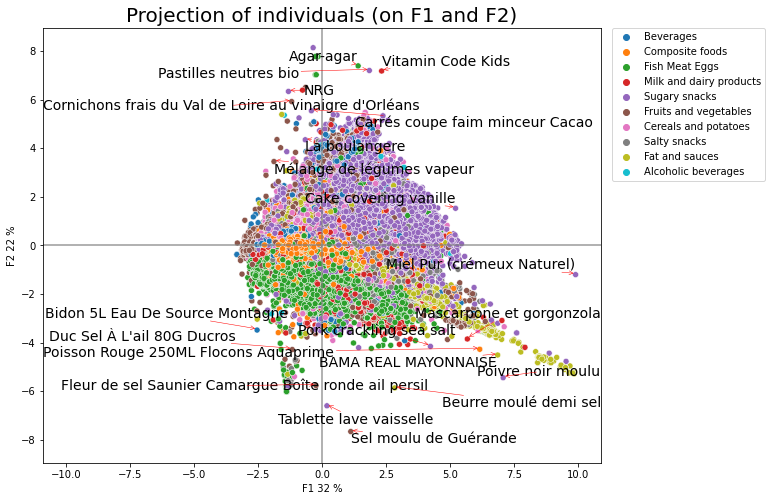 Projection of individuals (on F1 and F2)
Agar-agar
Vitamin Code Kids
Pastilles neutres bio
NRG
Cornichons frais du Val de Loire au vinaigre d'Orléans
Carrés coupe faim minceur Cacao
La boulangere
Mélange de légumes vapeur
Cake covering vanille
Miel Pur (crémeux Naturel)
Bidon 5L Eau De Source Montagne
Mascarpone et gorgonzola
Duc Sel À L'ail 80G Ducros
Pork crackling sea salt
Poisson Rouge 250ML Flocons Aquaprime
BAMA REAL MAYONNAISE
Poivre noir moulu
Fleur de sel Saunier Camargue Boîte ronde ail persil
Beurre moulé demi sel
Tablette lave vaisselle
Sel moulu de Guérande
8
6
4
2
0
−2
−4
−6
−8
F2 22 %
−10.0
−7.5
−5.0
−2.5
0.0
2.5
5.0
7.5
10.0
F1 32 %
Beverages
Composite foods
Fish Meat Eggs
Milk and dairy products
Sugary snacks
Fruits and vegetables
Cereals and potatoes
Salty snacks
Fat and sauces
Alcoholic beverages